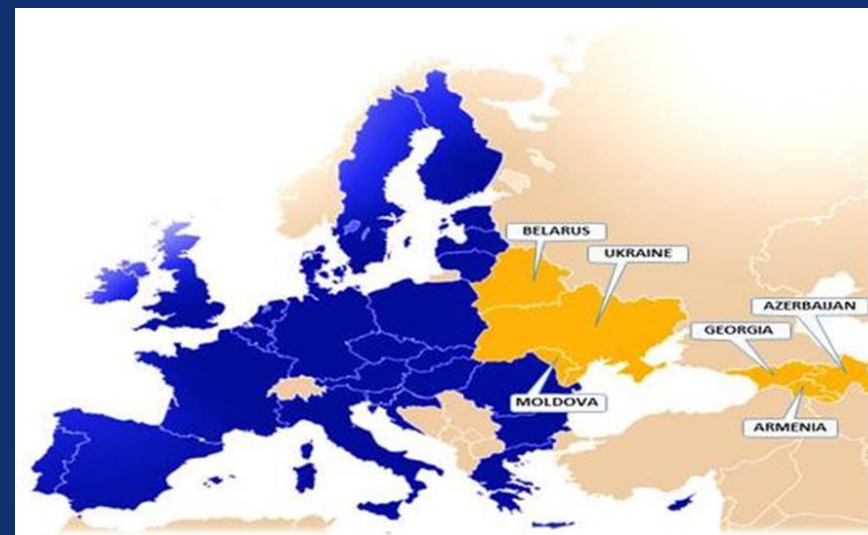 BELARUS
UKRAINE
AZERBAIJAN
GEORGIA
MOLDOVA
ARMENIA